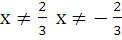 x ≠ 2/3 x ≠ − 2/3